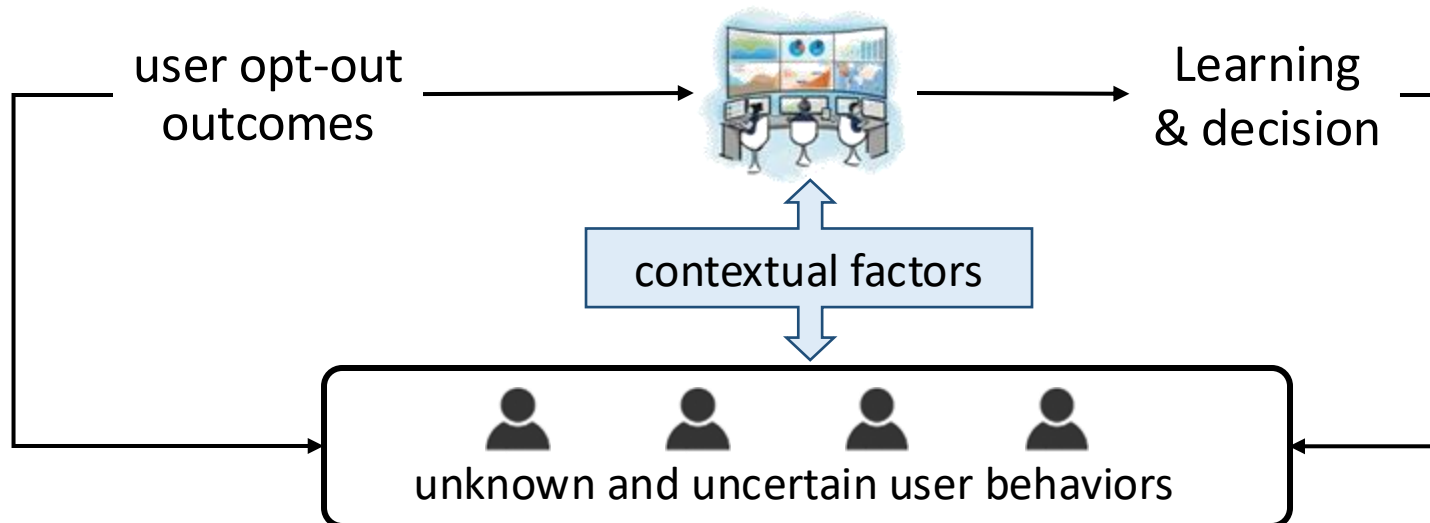 user opt-out
outcomes
Learning
& decision
contextual factors
unknown and uncertain user behaviors